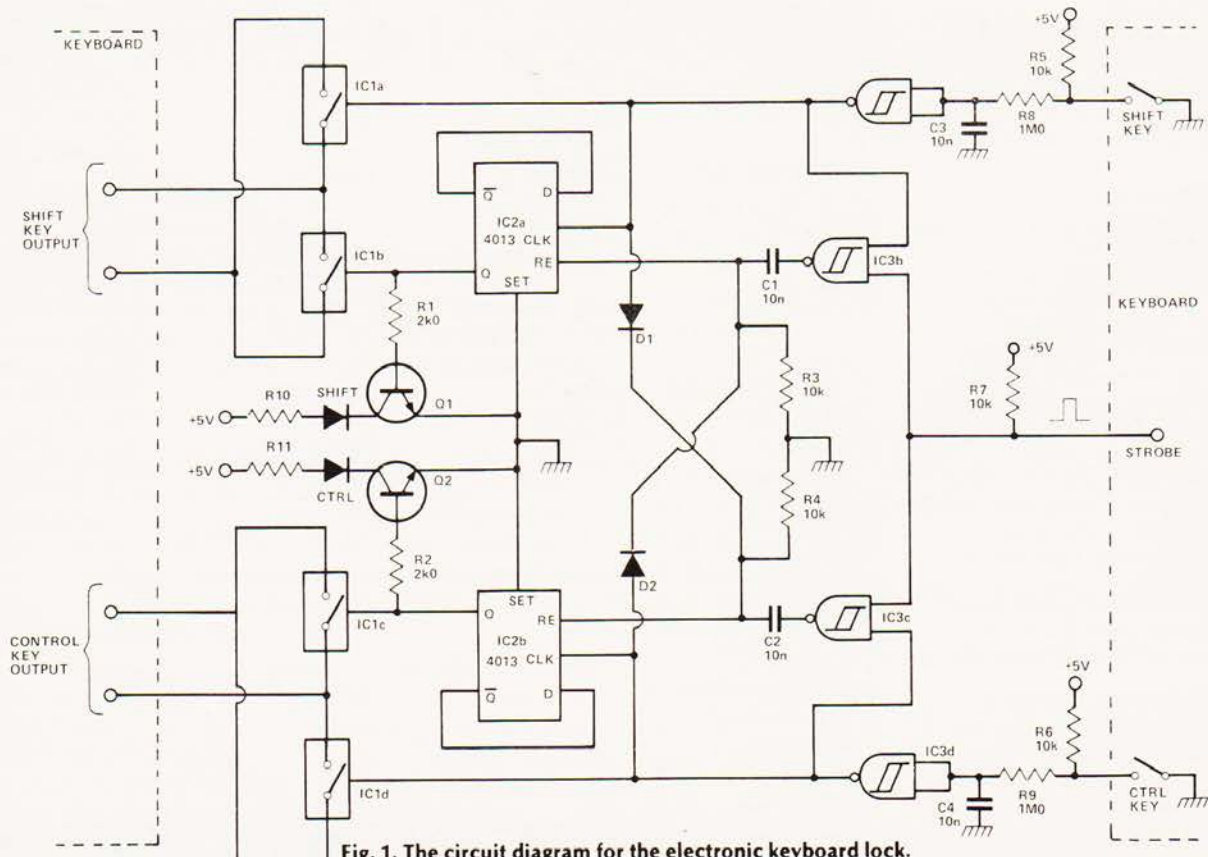 KEYBOARD
IC1a
SHIFT
KEY
OUTPUT
IC1b
Q
D
IC2a
4013 CLK
RE
Q
SET
R1
2k0
SHIFT
R10
+5V
Q1
R11
+5V
CTRL
Q2
R2
2k0
CONTROL
KEY
OUTPUT
IC1c
SET
Q
RE
IC2b
4013 CLK
Q
D
IC1d
D1
D2
C1
10n
IC3b
R3
10k
R4
10k
C2
10n
IC3c
C3
10n
R8
1M0
+5V
R5
10k
KEYBOARD
SHIFT
KEY
KEYBOARD
+5V
R7
10k
STROBE
+5V
R6
10k
IC3d
C4
10n
R9
1M0
CTRL
KEY
Fig. 1. The circuit diagram for the electronic keyboard lock.